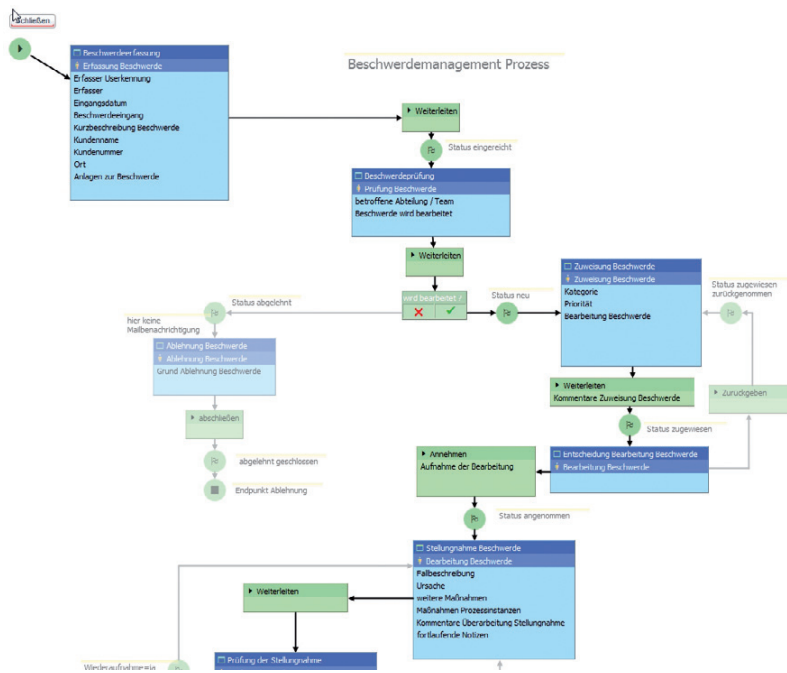 Schließen
Beschwerdeerfassung
Erfassung Beschwerde
Erfasser Userkennung
Erfasser
Eingangsdatum
Beschwerdeeingang
Kurzbeschreibung Beschwerde
Kundenname
Kundenummer
Ort
Anlagen zur Beschwerde
Beschwerdemanagement Prozess
Weiterleiten
Status eingereicht
Beschwerdeprüfung
Prüfung Beschwerde
betroffene Abteilung / Team
Beschwerde wird bearbeitet
Weiterleiten
wird bearbeitet /
Status neu
Zuweisung Beschwerde
Zuweisung Beschwerde
Kategorie
Priorität
Bearbeitung Beschwerde
Status zugewiesen
zurückgenommen
Status abgelehnt
hier keine
Mailbenachrichtigung
Ablehnung Beschwerde
Ablehnung Beschwerde
Grund Ablehnung Beschwerde
abschließen
abgelehnt geschlossen
Endpunkt Ablehnung
Weiterleiten
Kommentare Zuweisung Beschwerde
Zurückgeben
Status zugewiesen
Annehmen
Aufnahme der Bearbeitung
Entscheidung Bearbeitung Beschwerde
Bearbeitung Beschwerde
Status angenommen
Stellungnahme Beschwerde
Bearbeitung Beschwerde
Fallbeschreibung
Ursache
weitere Maßnahmen
Maßnahmen Prozessinstanzen
Kommentare Überarbeitung Stellungnahme
fortlaufende Notizen
Weiterleiten
Prüfung der Stellungnahme
Wiederaufnahme=ja